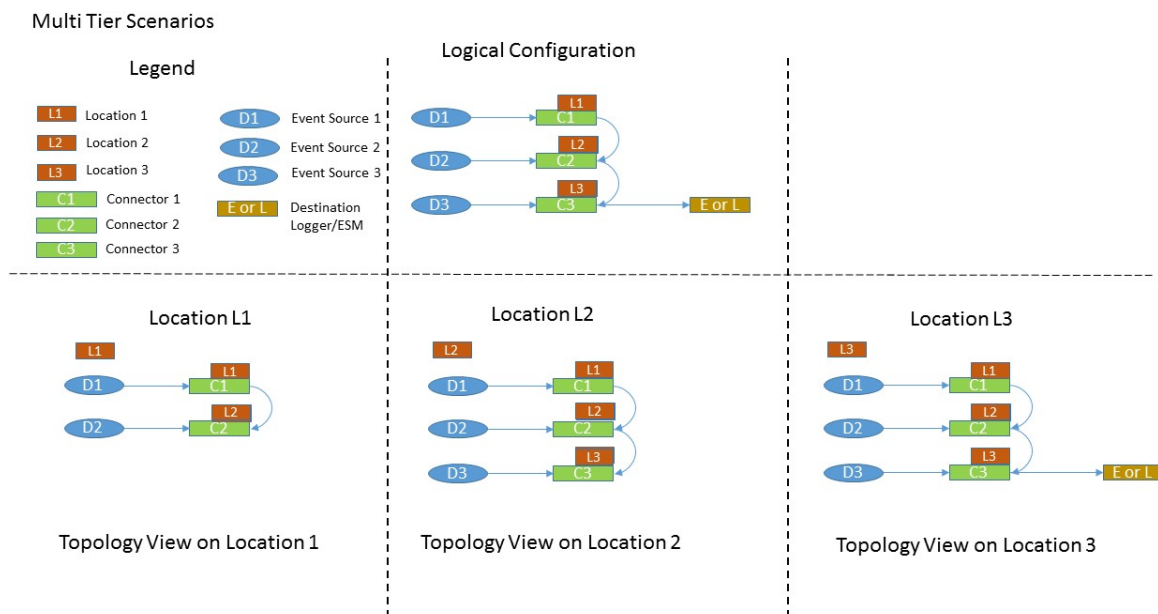 Multi Tier Scenarios
Legend
L1 Location 1
L2 Location 2
L3 Location 3
C1 Connector 1
C2 Connector 2
C3 Connector 3
D1 Event Source 1
D2 Event Source 2
D3 Event Source 3
E or L Destination
Logger/ESM
Logical Configuration
L1
D1 C1
L2
D2 C2
L3
D3 C3 E or L
Location L1
L1
L1
D1 C1
L2
D2 C2
Topology View on Location 1
Location L2
L2
L1
D1 C1
L2
D2 C2
L3
D3 C3
Topology View on Location 2
Location L3
L3
L1
D1 C1
L2
D2 C2
L3
D3 C3 E or L
Topology View on Location 3